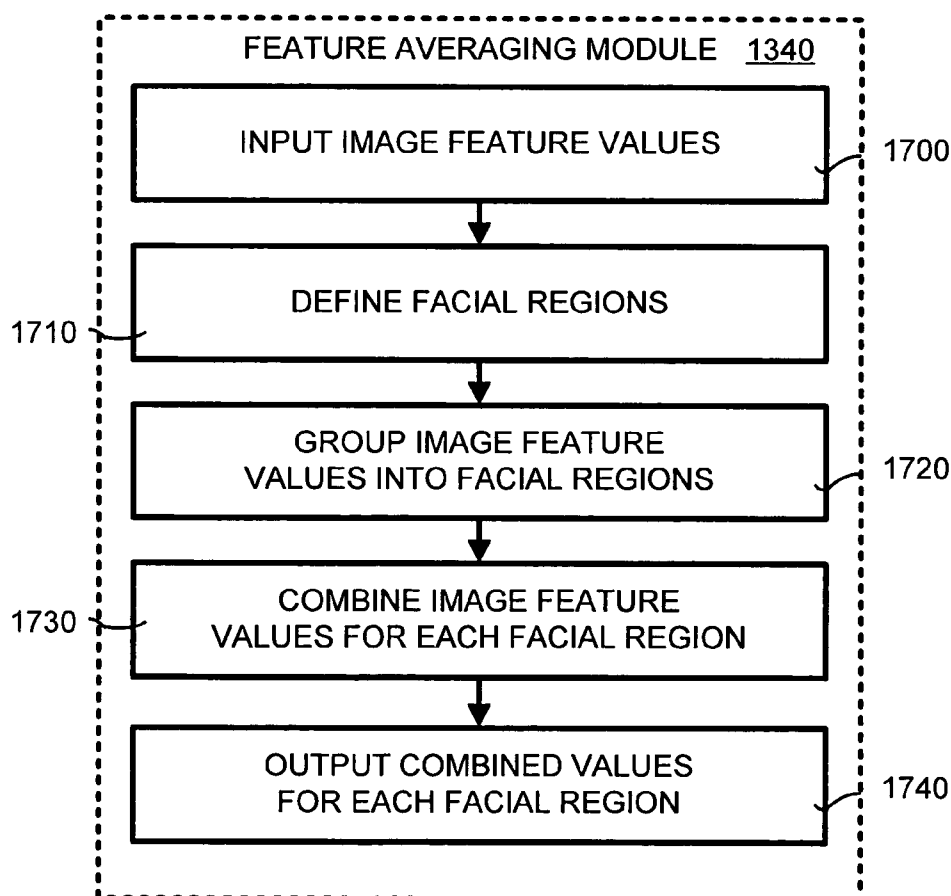 FEATURE AVERAGING MODULE 1340
INPUT IMAGE FEATURE VALUES
1700
DEFINE FACIAL REGIONS
1710
GROUP IMAGE FEATURE
VALUES INTO FACIAL REGIONS
1720
COMBINE IMAGE FEATURE
VALUES FOR EACH FACIAL REGION
1730
OUTPUT COMBINED VALUES
FOR EACH FACIAL REGION
1740